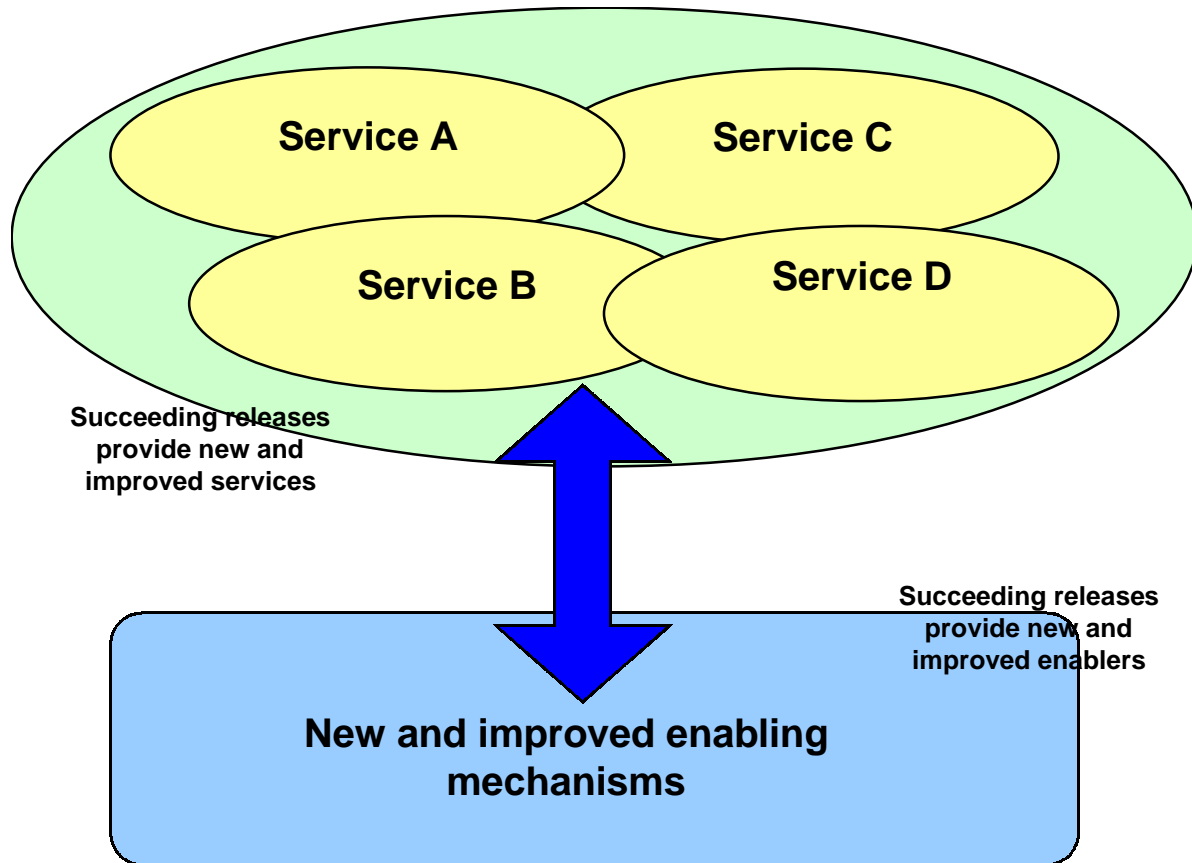 Service A
Service C
Service B
Service D
Succeeding releases
provide new and
improved services
Succeeding releases
provide new and
improved enablers
New and improved enabling
mechanisms